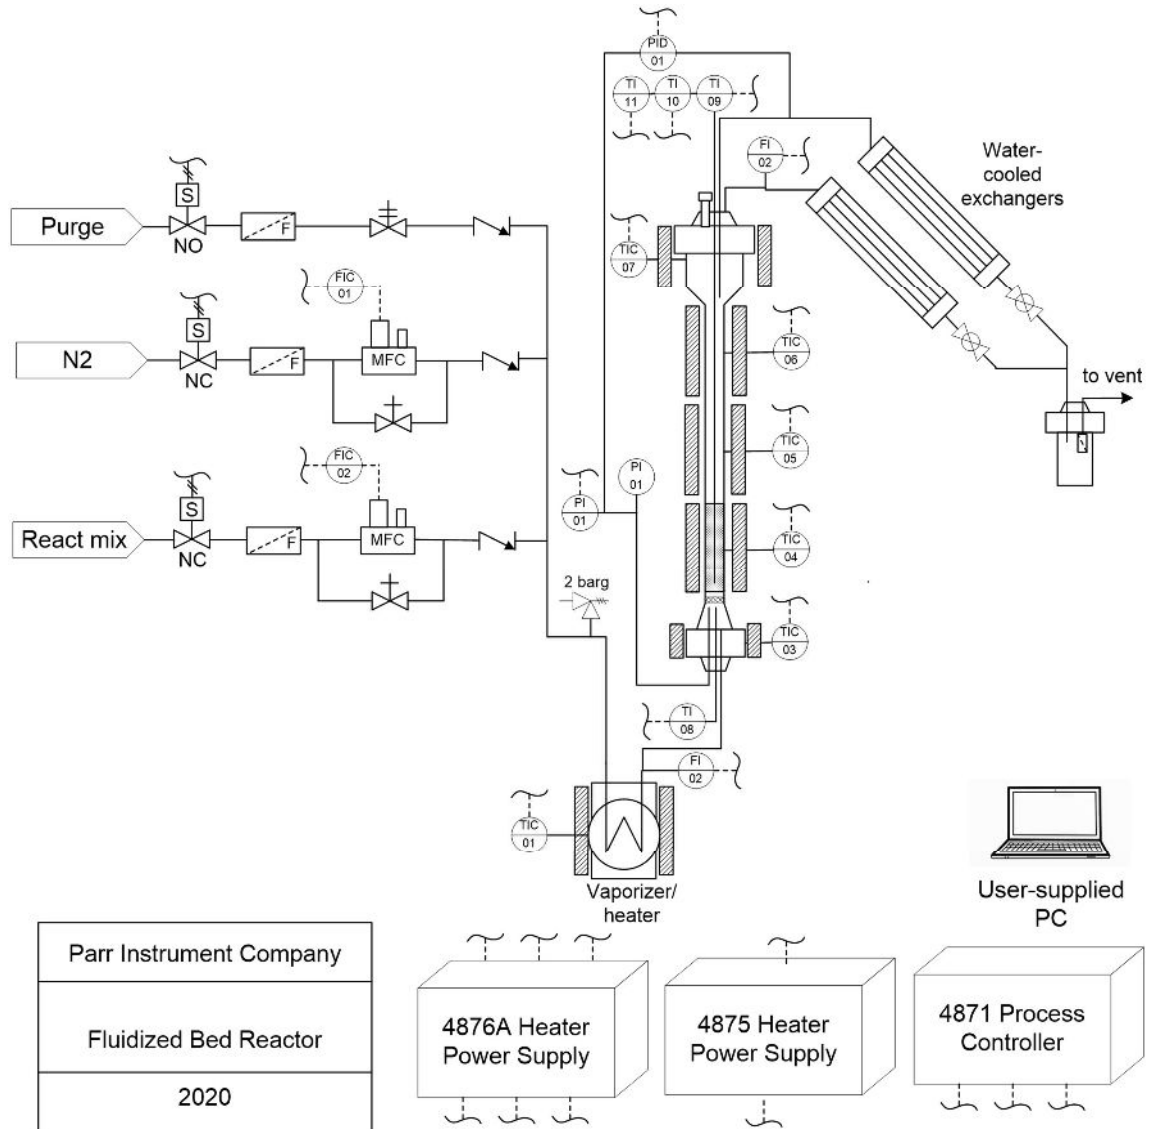 PID
01
TI
11
TI
10
TI
09
FI
02
Water-
cooled
exchangers
S
Purge
F
NO
TIC
07
FIC
01
S
N2
F
MFC
NC
TIC
06
to vent
FIC
02
TIC
05
S
PI
01
PI
01
React mix
F
MFC
NC
TIC
04
2 barg
TIC
03
TI
08
FI
02
TIC
01
Vaporizer/
heater
User-supplied
PC
Parr Instrument Company
Fluidized Bed Reactor
2020
4876A Heater
Power Supply
4875 Heater
Power Supply
4871 Process
Controller